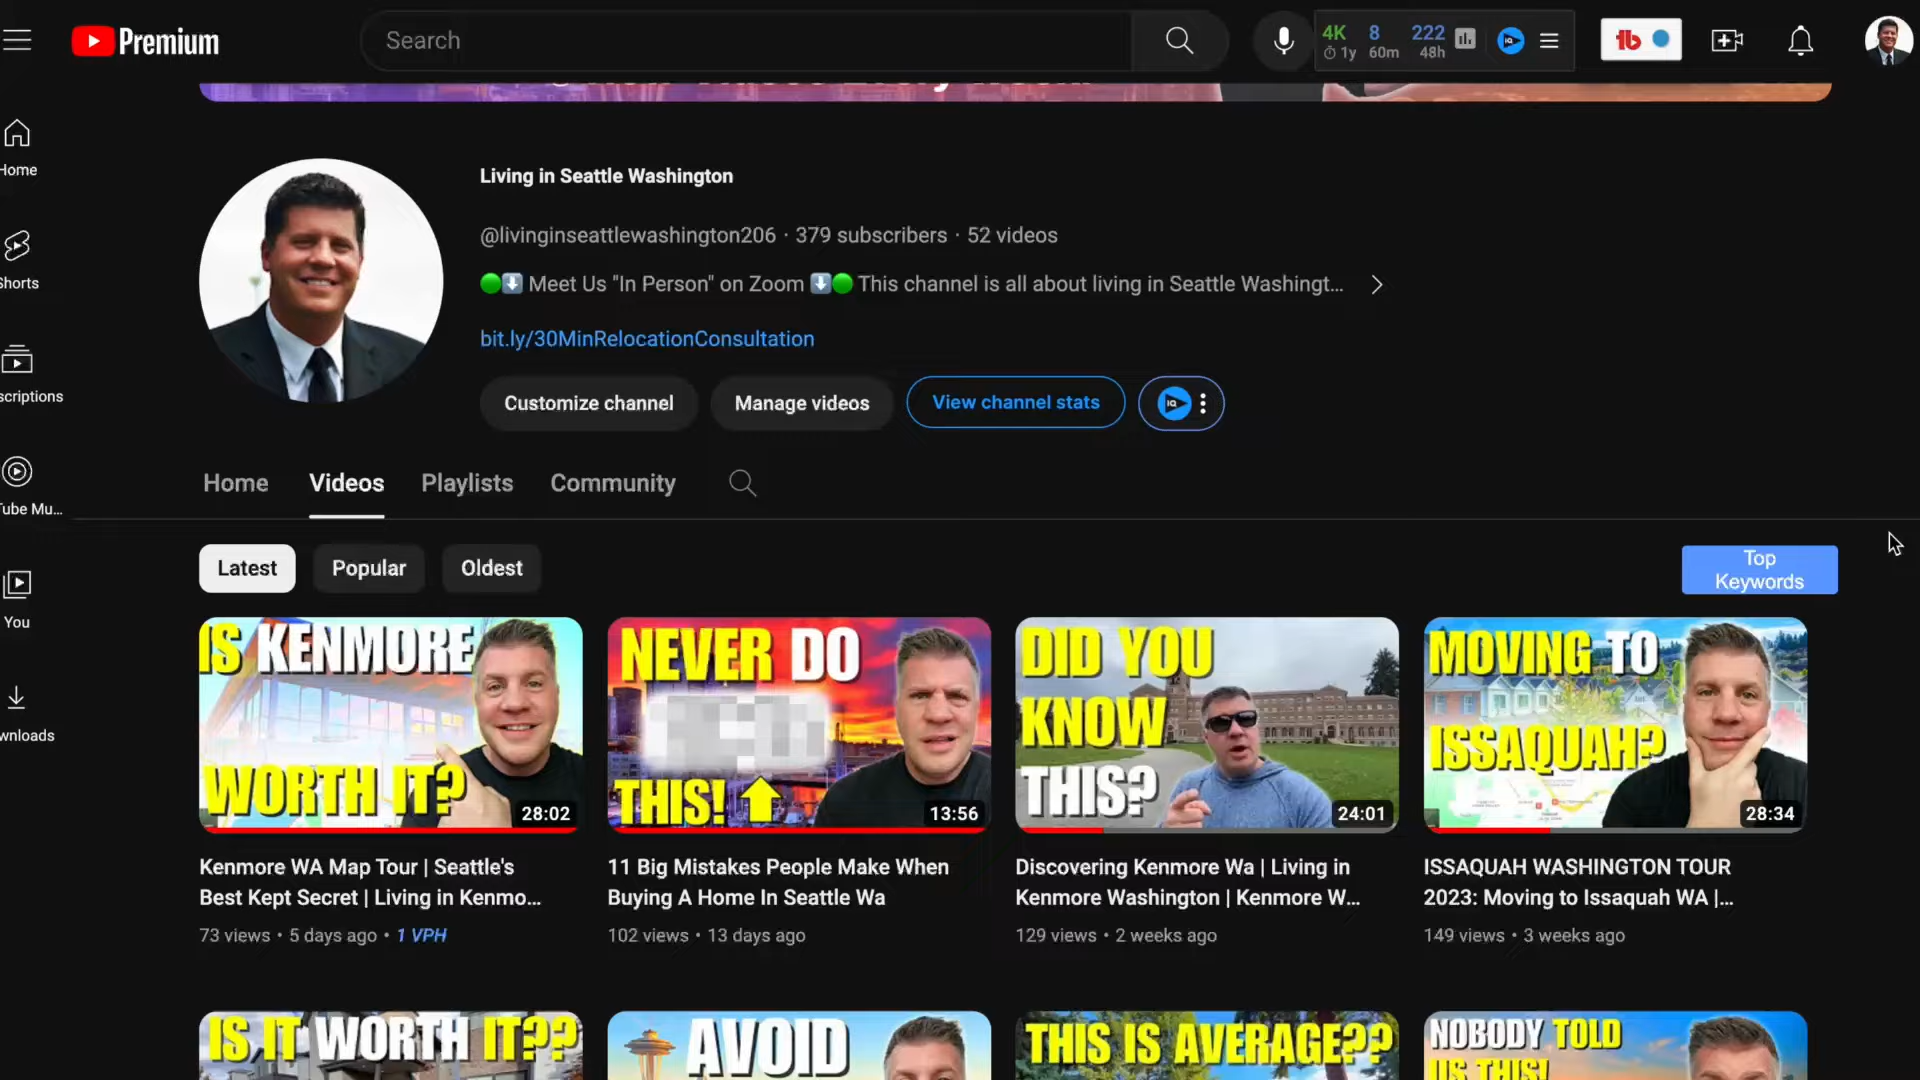 Premium
Search
4K 8 222
1y 60m 48h
IQ
tb
Home
Shorts
scriptions
Tube Mu...
You
wnloads
Living in Seattle Washington
@livinginseattlewashington206 · 379 subscribers · 52 videos
Meet Us "In Person" on Zoom This channel is all about living in Seattle Washingt...
bit.ly/30MinRelocationConsultation
Customize channel
Manage videos
View channel stats
IQ
Home
Videos
Playlists
Community
Latest
Popular
Oldest
Top
Keywords
IS KENMORE
WORTH IT?
28:02
NEVER DO
THIS!
13:56
DID YOU
KNOW
THIS?
24:01
MOVING TO
ISSAQUAH?
28:34
Kenmore WA Map Tour | Seattle's
Best Kept Secret | Living in Kenmo...
73 views • 5 days ago • 1 VPH
11 Big Mistakes People Make When
Buying A Home In Seattle Wa
102 views • 13 days ago
Discovering Kenmore Wa | Living in
Kenmore Washington | Kenmore W...
129 views • 2 weeks ago
ISSAQUAH WASHINGTON TOUR
2023: Moving to Issaquah WA |...
149 views • 3 weeks ago
IS IT WORTH IT??
AVOID
THIS IS AVERAGE??
NOBODY TOLD
US THIS!